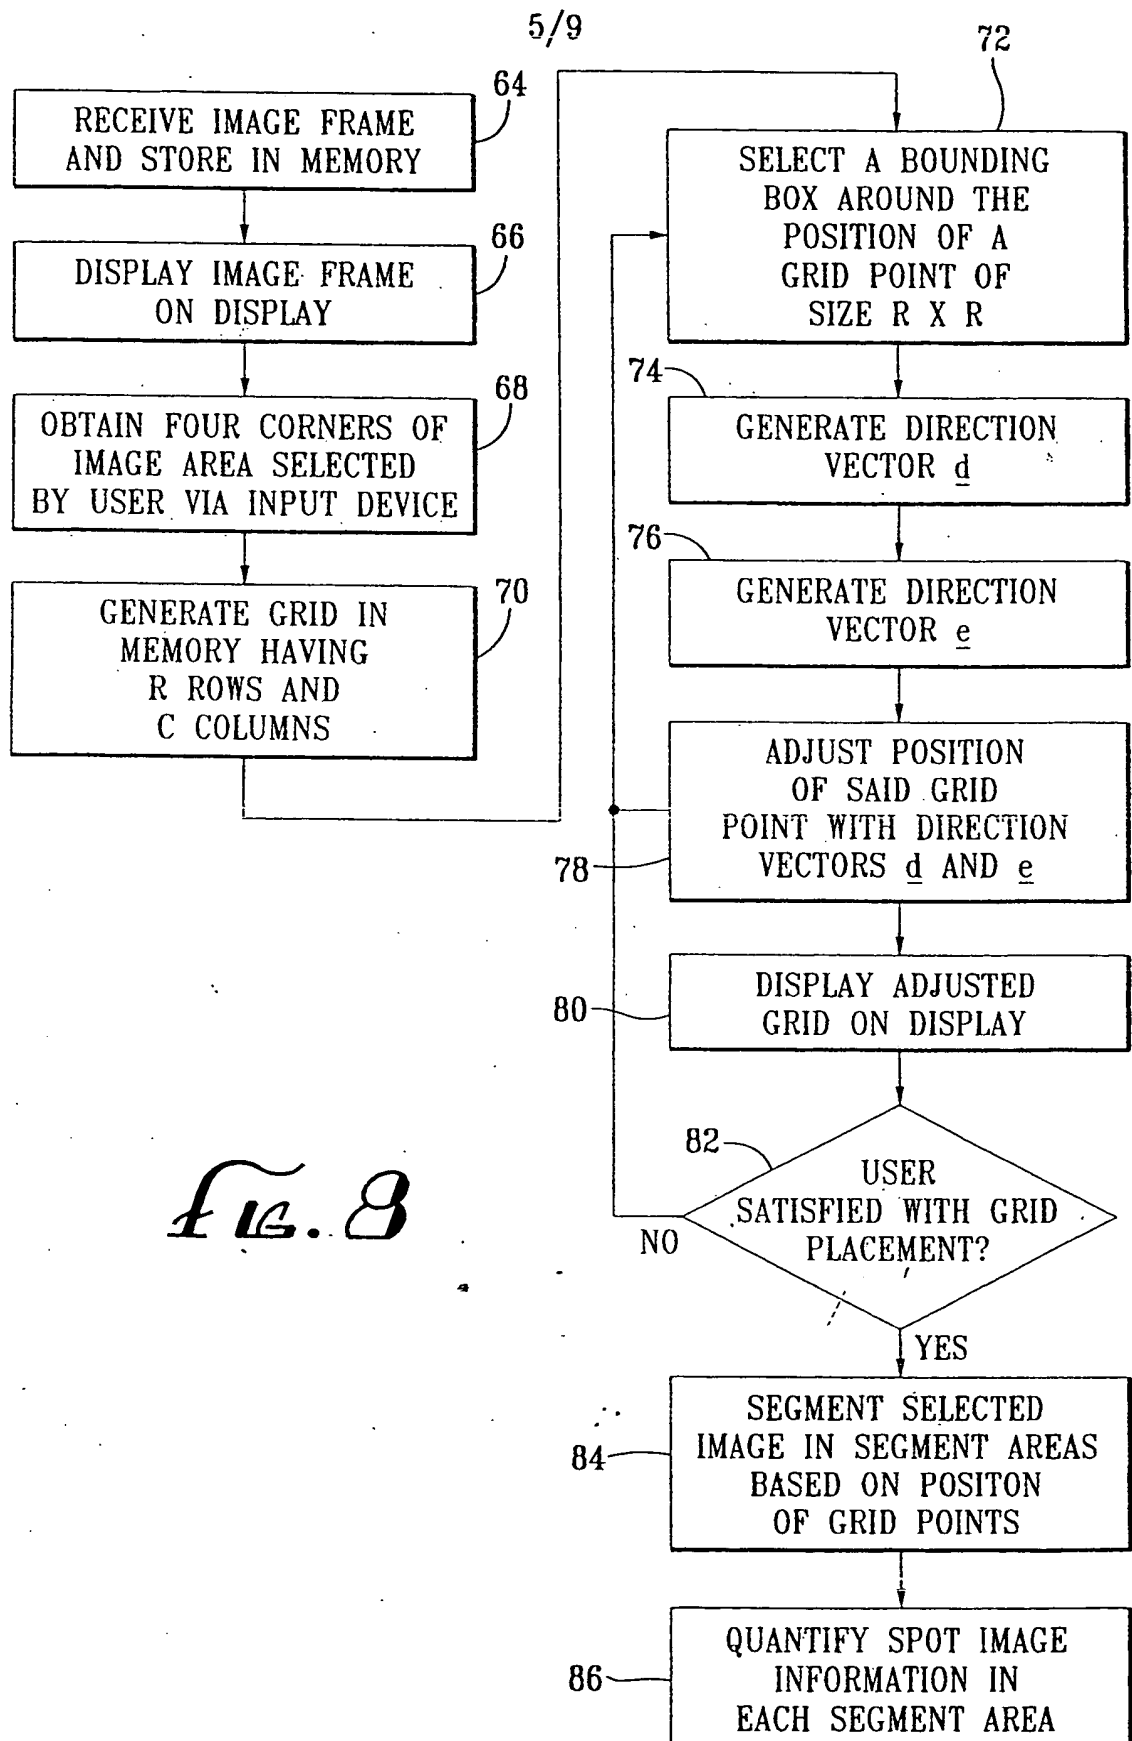 5/9
64
RECEIVE IMAGE FRAME
AND STORE IN MEMORY
66
DISPLAY IMAGE FRAME
ON DISPLAY
68
OBTAIN FOUR CORNERS OF
IMAGE AREA SELECTED
BY USER VIA INPUT DEVICE
70
GENERATE GRID IN
MEMORY HAVING
R ROWS AND
C COLUMNS
72
SELECT A BOUNDING
BOX AROUND THE
POSITION OF A
GRID POINT OF
SIZE R X R
74
GENERATE DIRECTION
VECTOR d
76
GENERATE DIRECTION
VECTOR e
78
ADJUST POSITION
OF SAID GRID
POINT WITH DIRECTION
VECTORS d AND e
80
DISPLAY ADJUSTED
GRID ON DISPLAY
82
USER
SATISFIED WITH GRID
PLACEMENT?
NO
YES
84
SEGMENT SELECTED
IMAGE IN SEGMENT AREAS
BASED ON POSITON
OF GRID POINTS
86
QUANTIFY SPOT IMAGE
INFORMATION IN
EACH SEGMENT AREA
FIG. 8